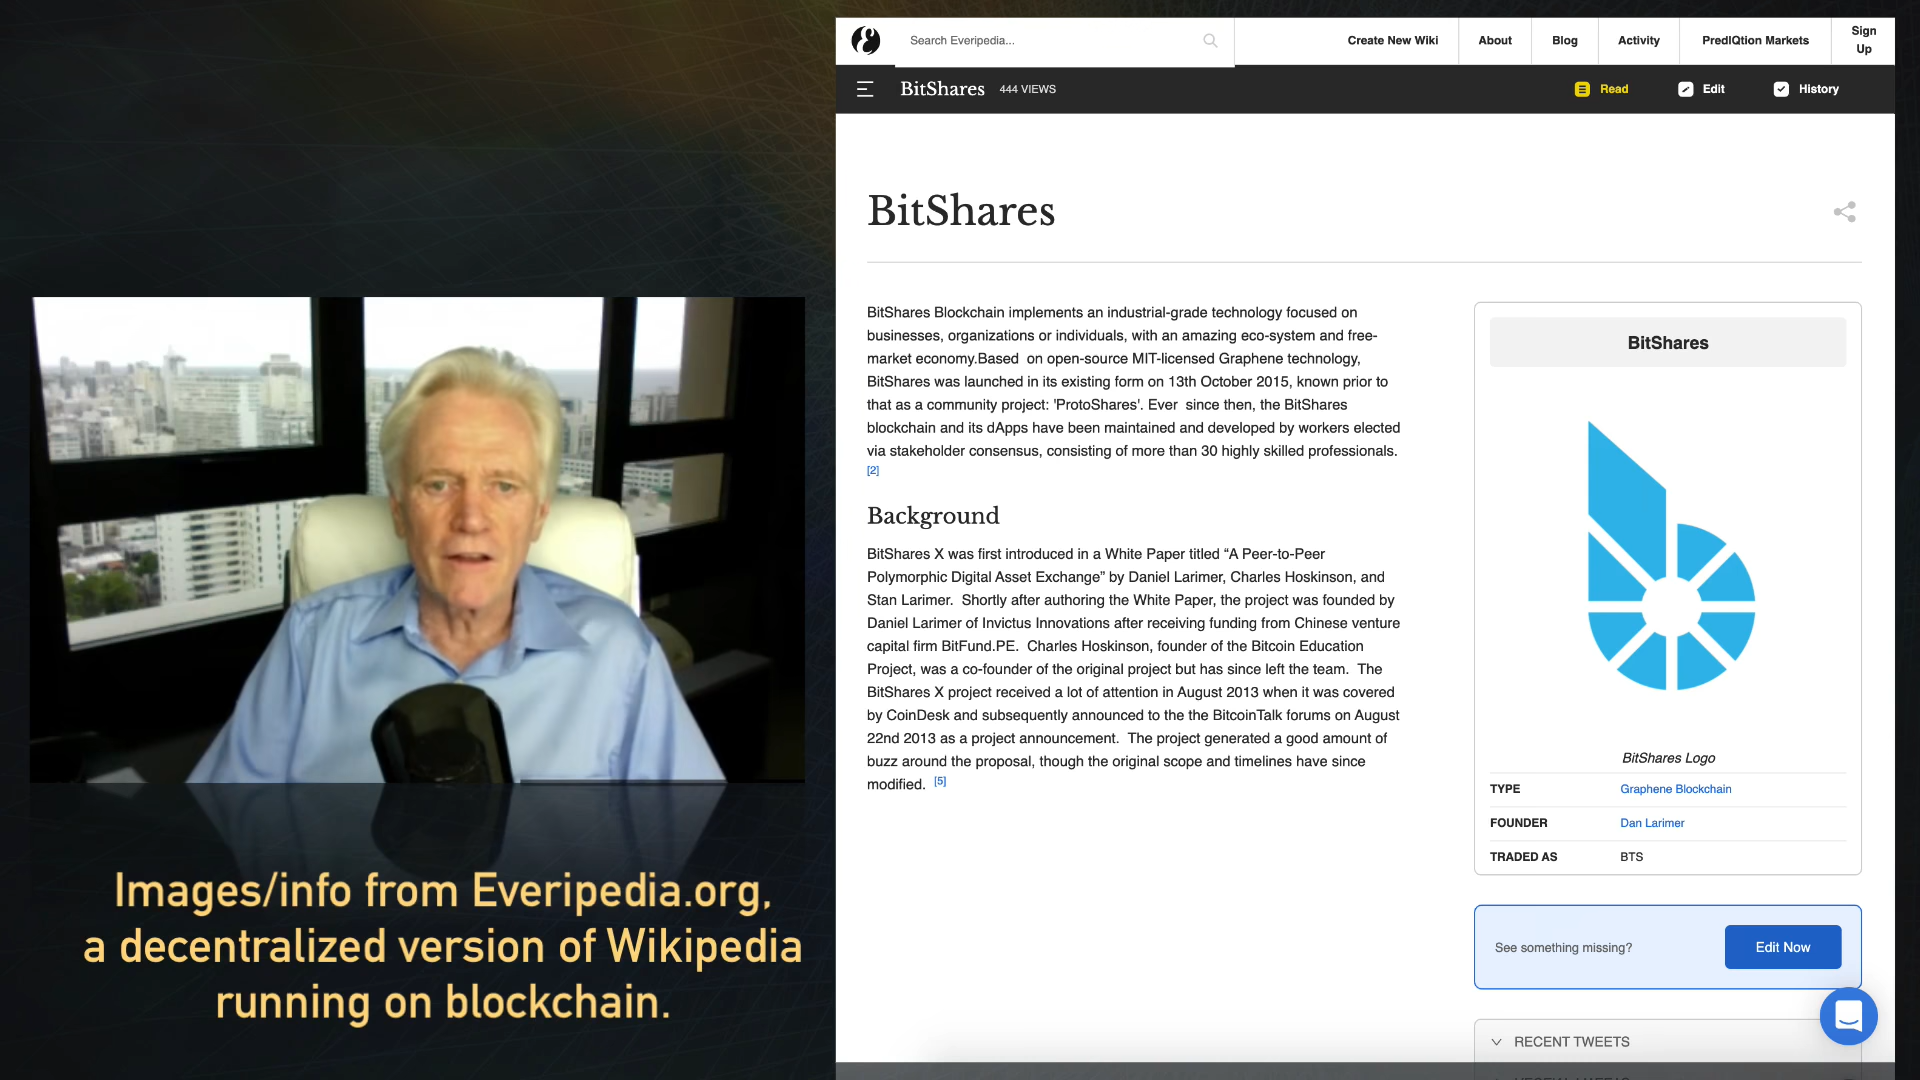 Search Everipedia...
Create New Wiki
About
Blog
Activity
PredIQtion Markets
Sign
Up
BitShares
444 VIEWS
Read
Edit
History
BitShares
BitShares Blockchain implements an industrial-grade technology focused on
businesses, organizations or individuals, with an amazing eco-system and free-
market economy.Based  on open-source MIT-licensed Graphene technology,
BitShares was launched in its existing form on 13th October 2015, known prior to
that as a community project: 'ProtoShares'. Ever  since then, the BitShares
blockchain and its dApps have been maintained and developed by workers elected
via stakeholder consensus, consisting of more than 30 highly skilled professionals.
[2]
Background
BitShares X was first introduced in a White Paper titled “A Peer-to-Peer
Polymorphic Digital Asset Exchange” by Daniel Larimer, Charles Hoskinson, and
Stan Larimer.  Shortly after authoring the White Paper, the project was founded by
Daniel Larimer of Invictus Innovations after receiving funding from Chinese venture
capital firm BitFund.PE.  Charles Hoskinson, founder of the Bitcoin Education
Project, was a co-founder of the original project but has since left the team.  The
BitShares X project received a lot of attention in August 2013 when it was covered
by CoinDesk and subsequently announced to the the BitcoinTalk forums on August
22nd 2013 as a project announcement.  The project generated a good amount of
buzz around the proposal, though the original scope and timelines have since
modified.  [5]
BitShares
BitShares Logo
TYPE Graphene Blockchain
FOUNDER Dan Larimer
TRADED AS BTS
See something missing?
Edit Now
RECENT TWEETS
Images/info from Everipedia.org,
a decentralized version of Wikipedia
running on blockchain.